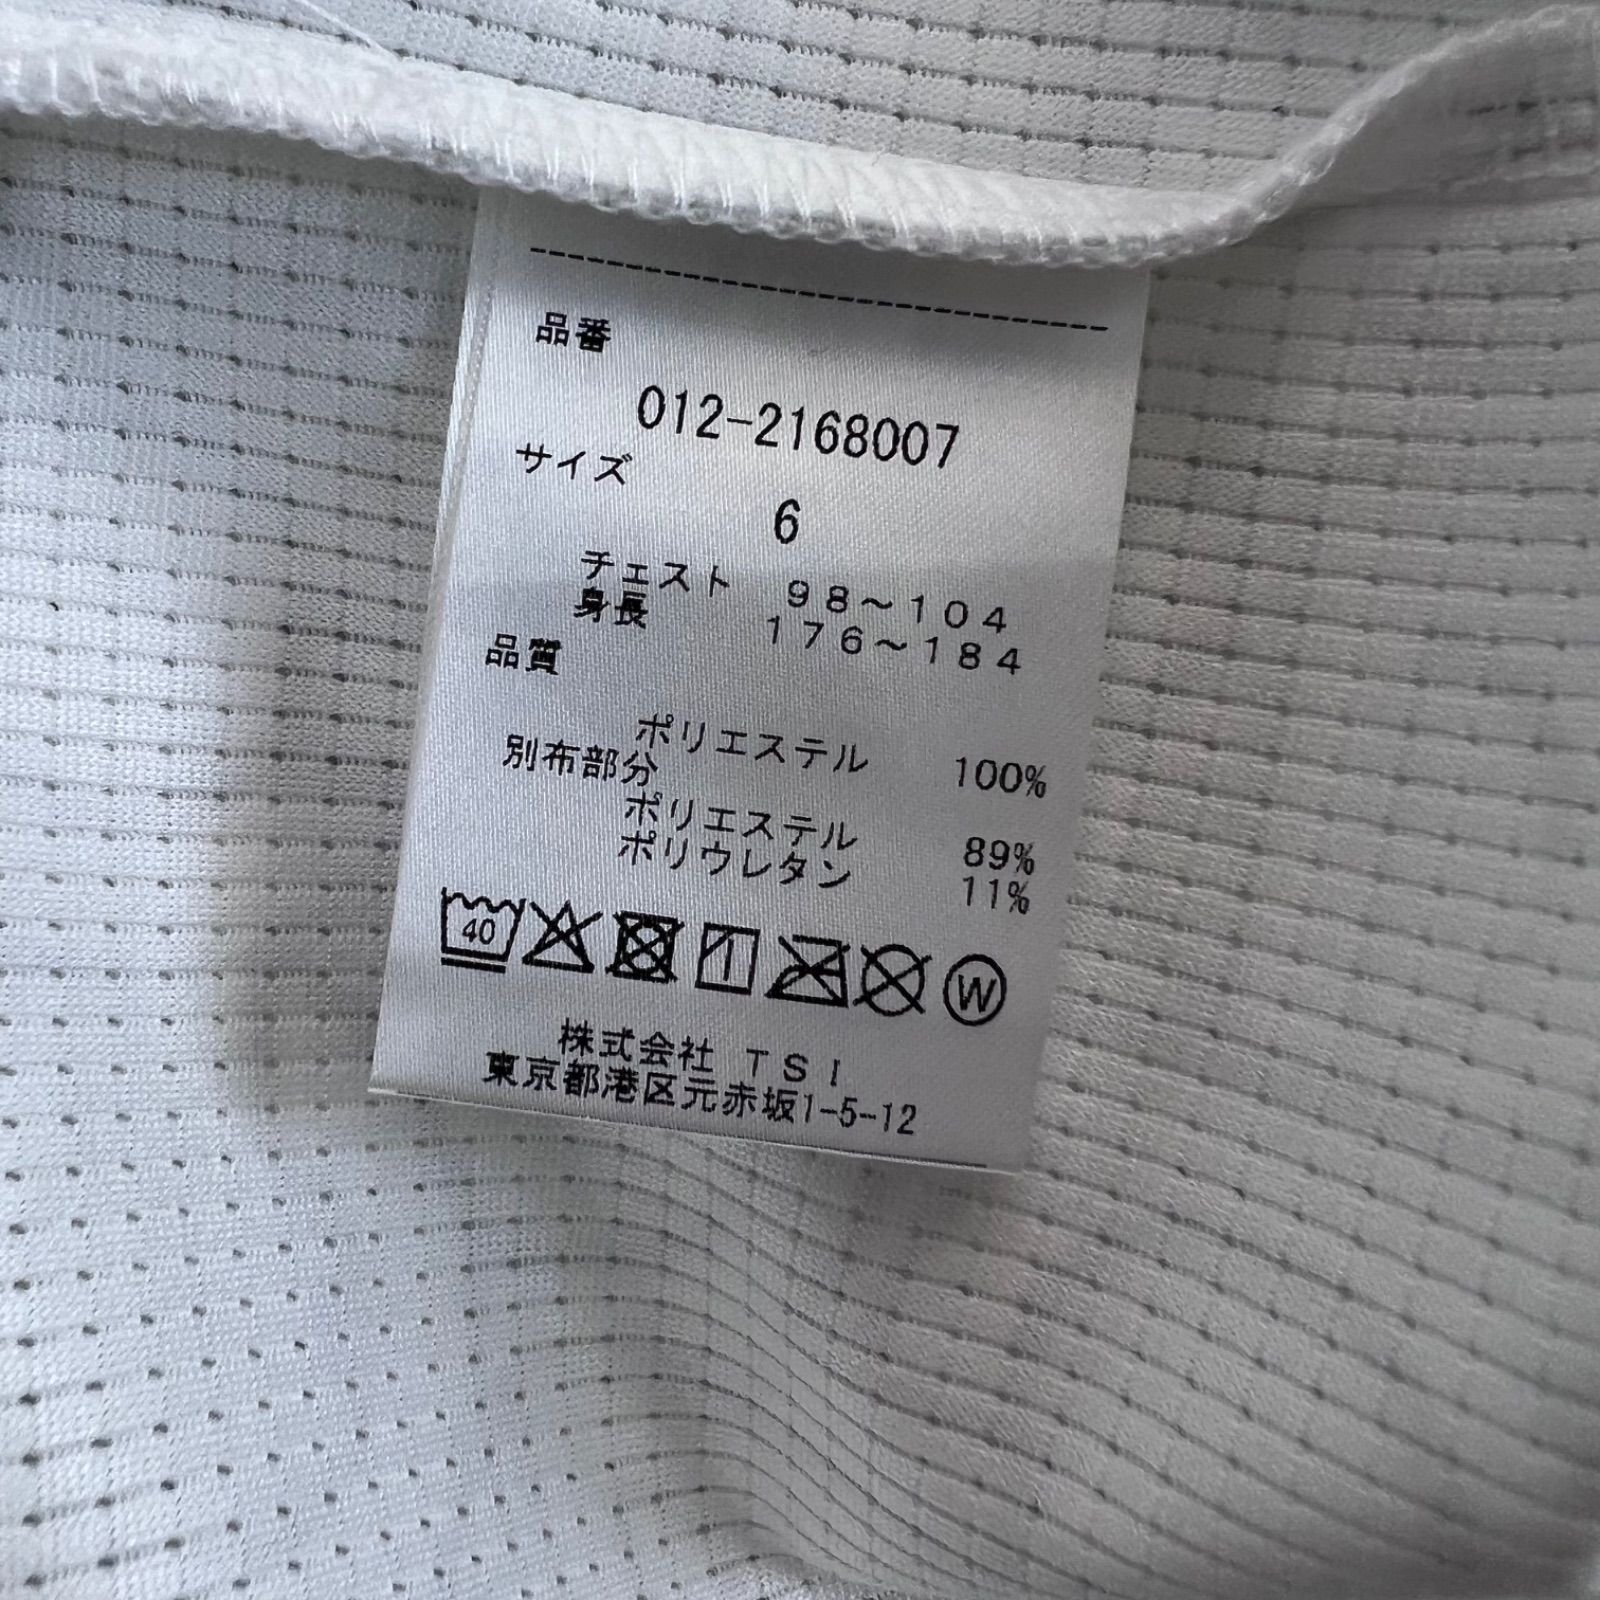 品番
012-2168007
サイズ
6
チェスト 98~104
身長 176~184
品質
ポリエステル 100%
別布部分
ポリエステル 89%
ポリウレタン 11%
40 W
株式会社 TSI
東京都港区元赤坂1-5-12